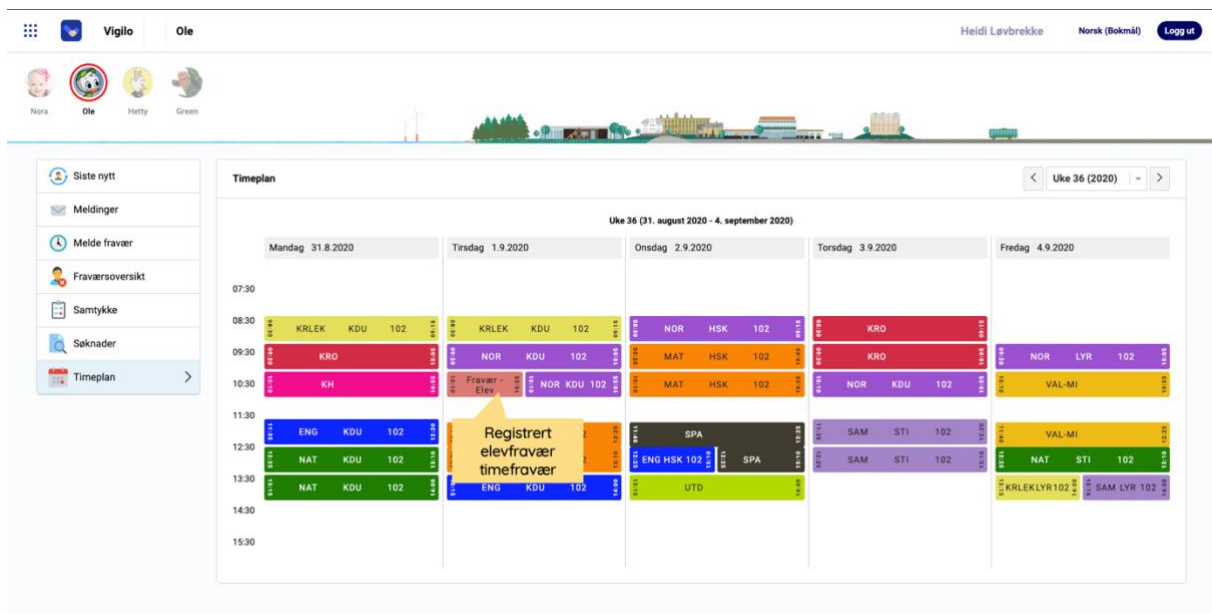 Vigilo
Ole
Heidi Løvbrekke
Norsk (Bokmål)
Logg ut
Nora
Ole
Hetty
Green
Siste nytt
Meldinger
Melde fravær
Fraværsoversikt
Samtykke
Søknader
Timeplan
Timeplan
Uke 36 (2020)
Uke 36 (31. august 2020 - 4. september 2020)
Mandag 31.8.2020
Tirsdag 1.9.2020
Onsdag 2.9.2020
Torsdag 3.9.2020
Fredag 4.9.2020
07:30
08:30
KRLEK KDU 102
KRLEK KDU 102
NOR HSK 102
KRO
09:30
KRO
NOR KDU 102
MAT HSK 102
KRO
NOR LYR 102
10:30
KH
Fravær -
Elev
NOR KDU 102
MAT HSK 102
NOR KDU 102
VAL-MI
11:30
ENG KDU 102
SPA
SAM STI 102
VAL-MI
12:30
NAT KDU 102
ENG HSK 102
SPA
SAM STI 102
NAT STI 102
Registrert
elevfravær
timefravær
13:30
NAT KDU 102
ENG KDU 102
UTD
KRLEKLYR102
SAM LYR 102
14:30
15:30